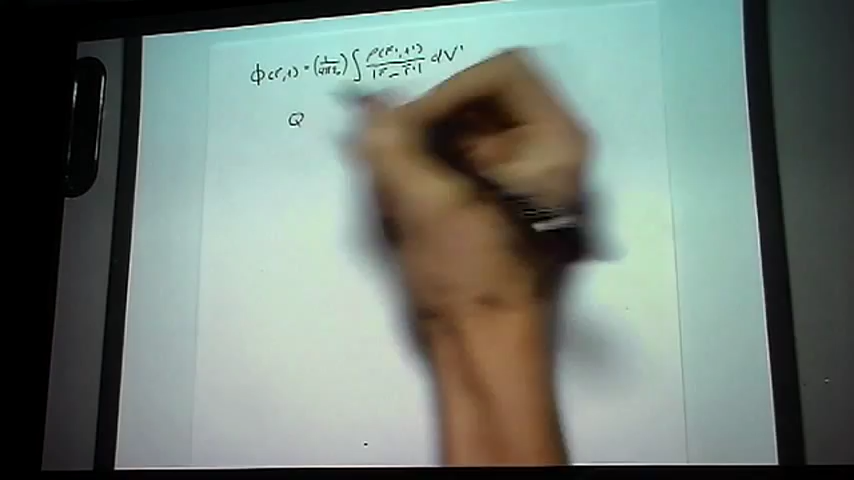 ϕ(r,t) = (1/4πε₀) ∫ ρ(r',t')/|r-r'| dV'
Q